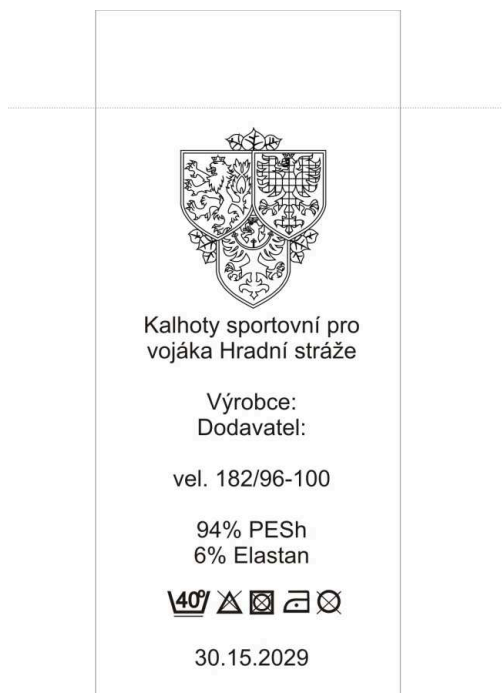 Kalhoty sportovní pro
vojáka Hradní stráže
Výrobce:
Dodavatel:
vel. 182/96-100
94% PESh
6% Elastan
40°
30.15.2029